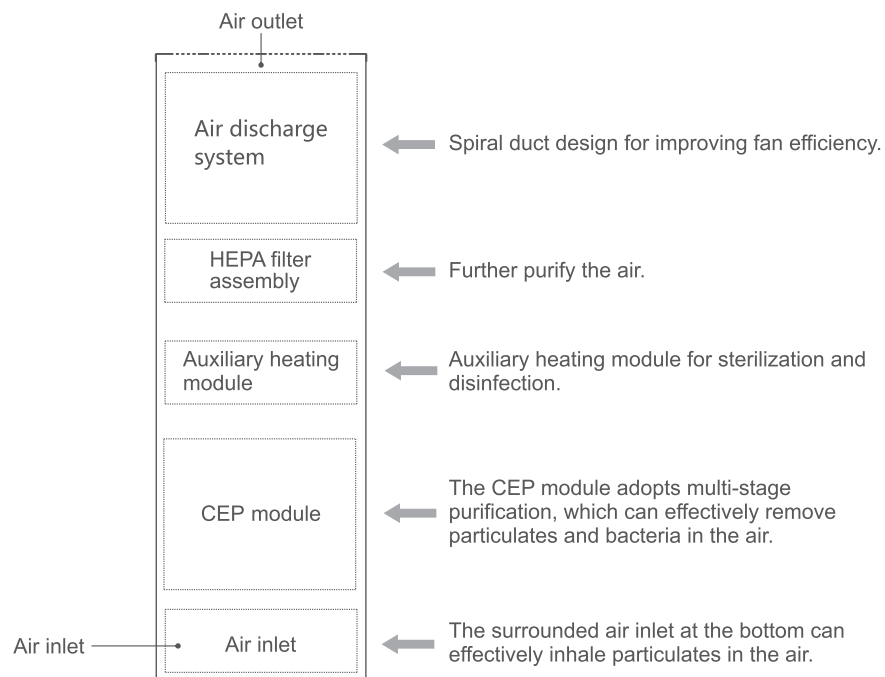 Air outlet
Air discharge
system
Spiral duct design for improving fan efficiency.
HEPA filter
assembly
Further purify the air.
Auxiliary heating
module
Auxiliary heating module for sterilization and
disinfection.
CEP module
The CEP module adopts multi-stage
purification, which can effectively remove
particulates and bacteria in the air.
Air inlet
Air inlet
The surrounded air inlet at the bottom can
effectively inhale particulates in the air.